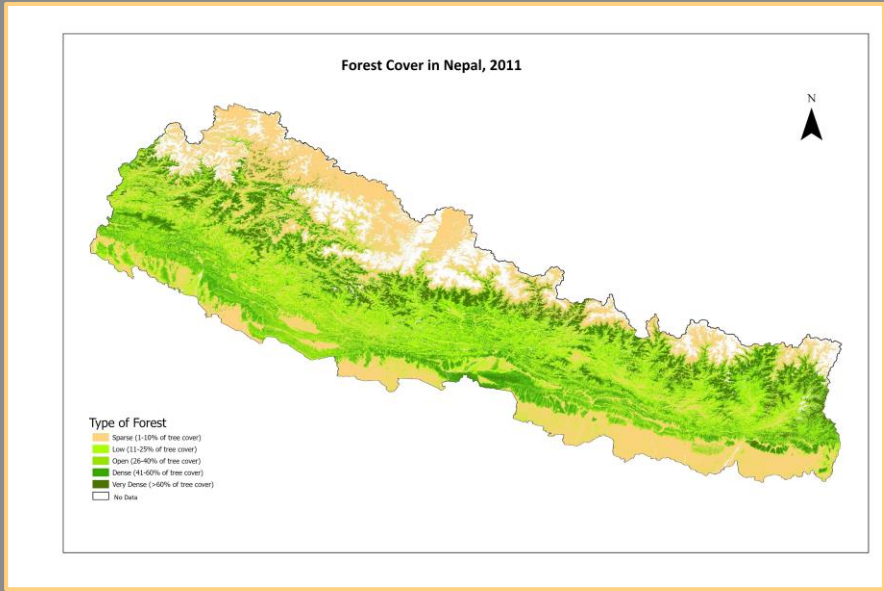 Forest Cover in Nepal, 2011
N
Type of Forest
Sparse (1-10% of tree cover)
Low (11-25% of tree cover)
Open (26-40% of tree cover)
Dense (41-60% of tree cover)
Very Dense (>60% of tree cover)
No Data